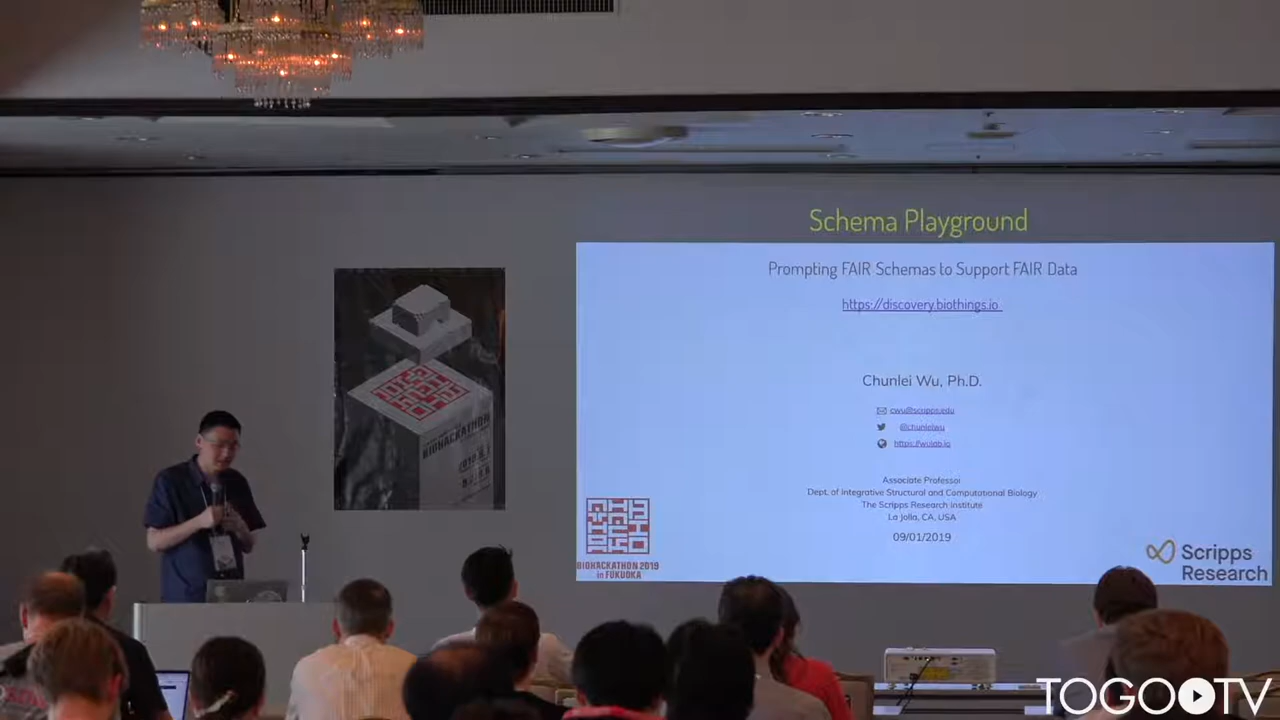 Schema Playground
Prompting FAIR Schemas to Support FAIR Data
https://discovery.biothings.io
Chunlei Wu, Ph.D.
cwu@scripps.edu
@chunleiwu
https://wulab.io
Associate Professor
Dept. of Integrative Structural and Computational Biology
The Scripps Research Institute
La Jolla, CA, USA
09/01/2019
BIOHACKATHON 2019
in FUKUOKA
Scripps
Research
BIOHACKATHON
TOGO TV